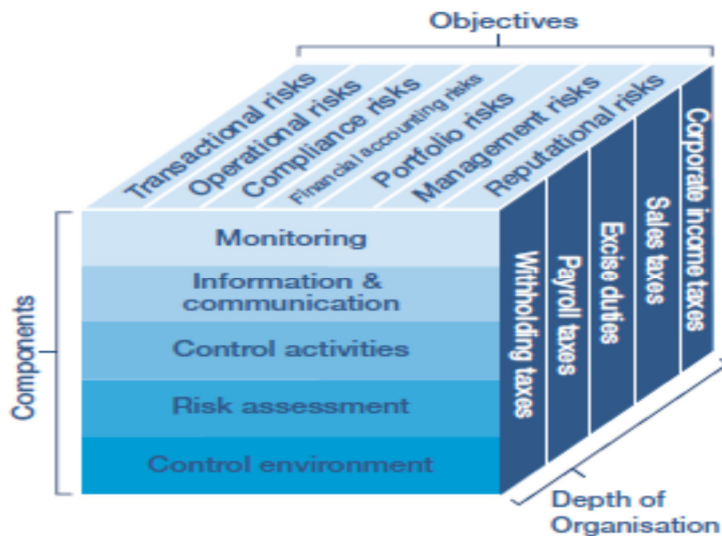 Objectives
Transactional risks
Operational risks
Compliance risks
Financial accounting risks
Portfolio risks
Management risks
Reputational risks
Components
Monitoring
Information &
communication
Control activities
Risk assessment
Control environment
Withholding taxes
Payroll taxes
Excise duties
Sales taxes
Corporate income taxes
Depth of
Organisation